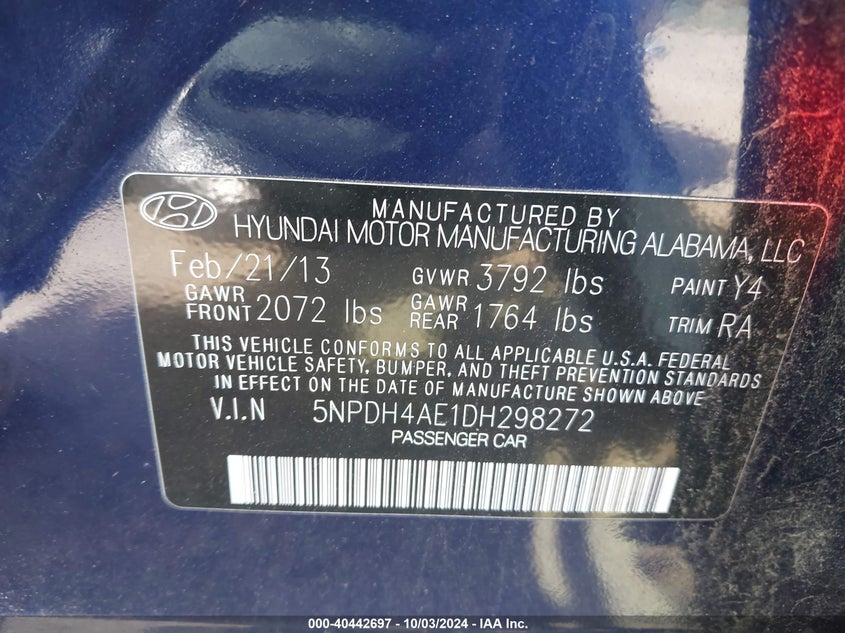 MANUFACTURED BY
HYUNDAI MOTOR MANUFACTURING ALABAMA, LLC
Feb/21/13 GVWR 3792 lbs PAINT Y4
GAWR FRONT 2072 lbs GAWR REAR 1764 lbs TRIM RA
THIS VEHICLE CONFORMS TO ALL APPLICABLE U.S.A. FEDERAL
MOTOR VEHICLE SAFETY, BUMPER, AND THEFT PREVENTION STANDARDS
IN EFFECT ON THE DATE OF MANUFACTURE SHOWN ABOVE
V.I.N 5NPDH4AE1DH298272
PASSENGER CAR
000-40442697 - 10/03/2024 - IAA Inc.